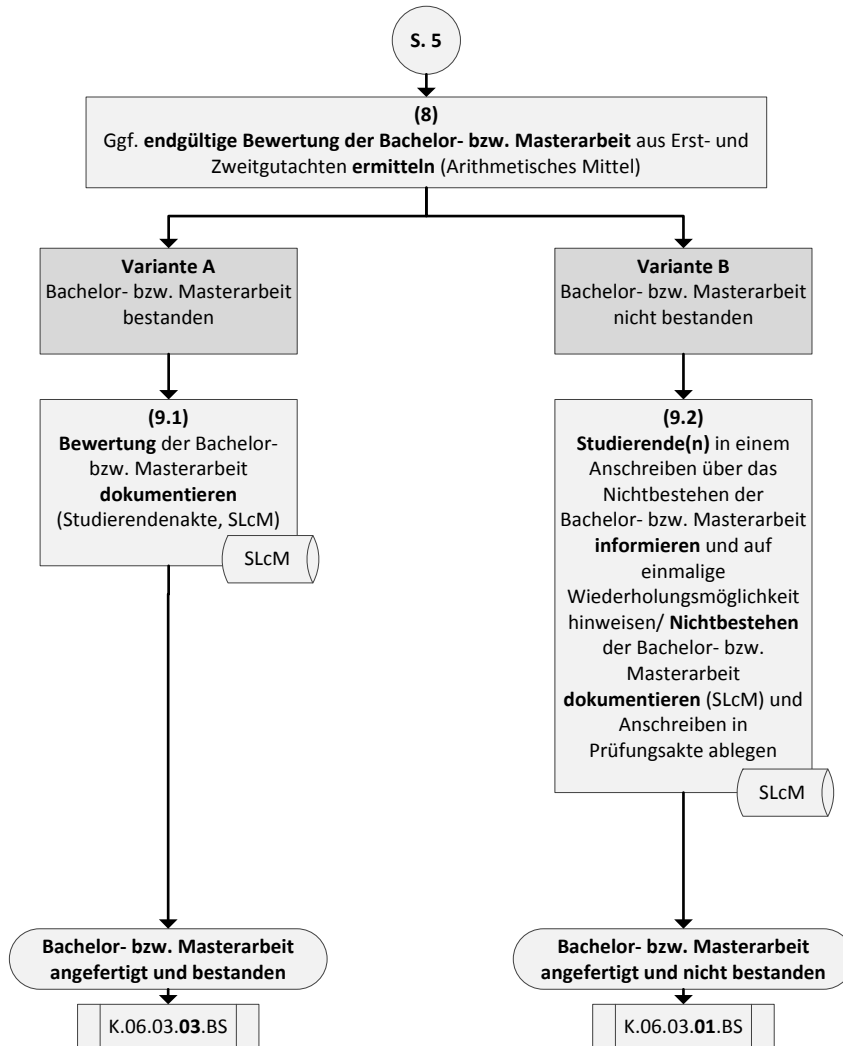 S. 5
(8)
Ggf. endgültige Bewertung der Bachelor- bzw. Masterarbeit aus Erst- und
Zweitgutachten ermitteln (Arithmetisches Mittel)
Variante A
Bachelor- bzw. Masterarbeit
bestanden
Variante B
Bachelor- bzw. Masterarbeit
nicht bestanden
(9.1)
Bewertung der Bachelor-
bzw. Masterarbeit
dokumentieren
(Studierendenakte, SLcM)
SLcM
(9.2)
Studierende(n) in einem
Anschreiben über das
Nichtbestehen der
Bachelor- bzw. Masterarbeit
informieren und auf
einmalige
Wiederholungsmöglichkeit
hinweisen/ Nichtbestehen
der Bachelor- bzw.
Masterarbeit
dokumentieren (SLcM) und
Anschreiben in
Prüfungsakte ablegen
SLcM
Bachelor- bzw. Masterarbeit
angefertigt und bestanden
Bachelor- bzw. Masterarbeit
angefertigt und nicht bestanden
K.06.03.03.BS
K.06.03.01.BS